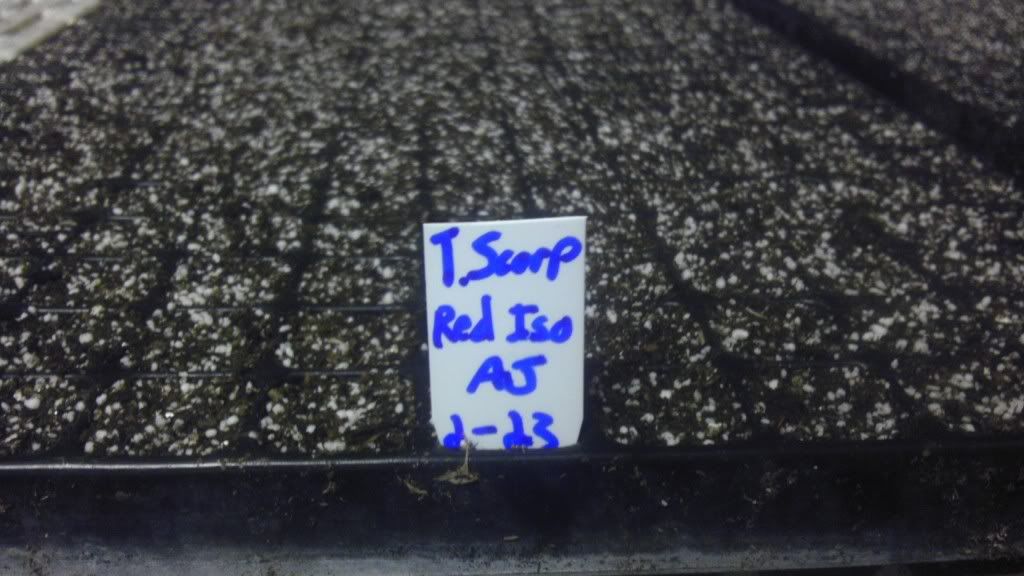 T. Scorp
Red Iso
AJ
2-23